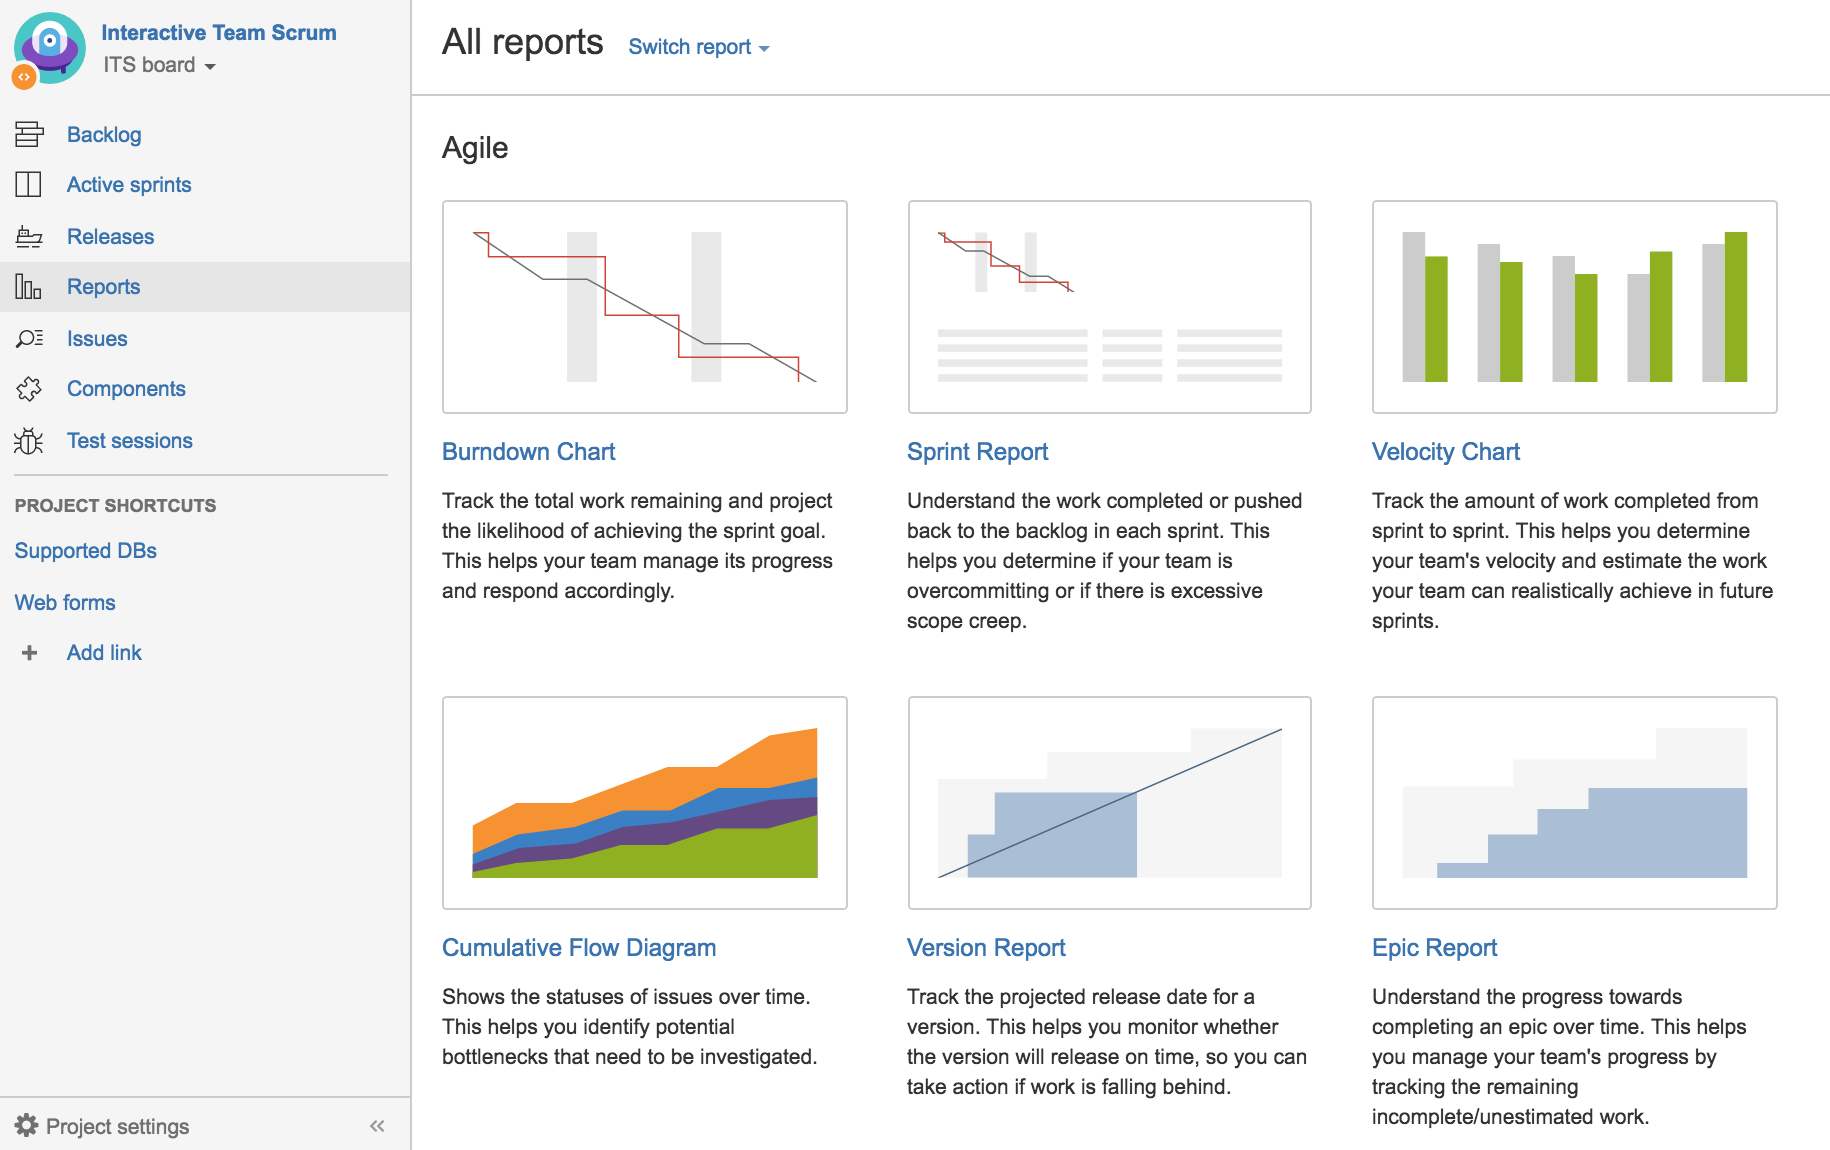 Interactive Team Scrum
ITS board
Backlog
Active sprints
Releases
Reports
Issues
Components
Test sessions
PROJECT SHORTCUTS
Supported DBs
Web forms
Add link
Project settings
All reports
Switch report
Agile
Burndown Chart
Track the total work remaining and project
the likelihood of achieving the sprint goal.
This helps your team manage its progress
and respond accordingly.
Sprint Report
Understand the work completed or pushed
back to the backlog in each sprint. This
helps you determine if your team is
overcommitting or if there is excessive
scope creep.
Velocity Chart
Track the amount of work completed from
sprint to sprint. This helps you determine
your team's velocity and estimate the work
your team can realistically achieve in future
sprints.
Cumulative Flow Diagram
Shows the statuses of issues over time.
This helps you identify potential
bottlenecks that need to be investigated.
Version Report
Track the projected release date for a
version. This helps you monitor whether
the version will release on time, so you can
take action if work is falling behind.
Epic Report
Understand the progress towards
completing an epic over time. This helps
you manage your team's progress by
tracking the remaining
incomplete/unestimated work.